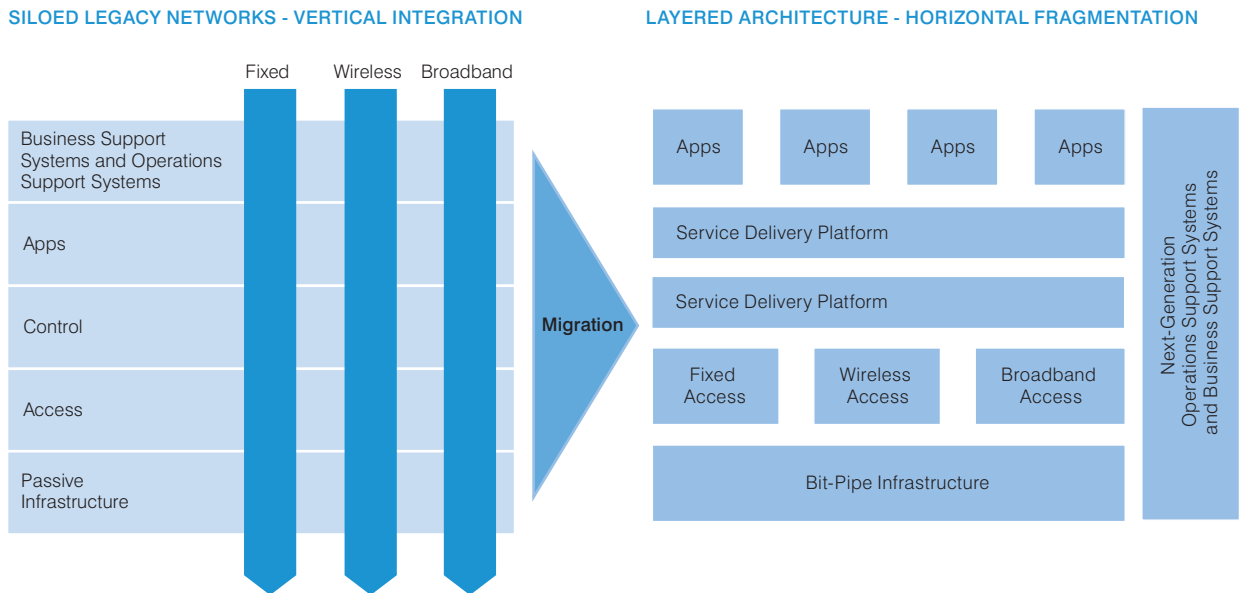 SILOED LEGACY NETWORKS - VERTICAL INTEGRATION
Fixed
Wireless
Broadband
Business Support
Systems and Operations
Support Systems
Apps
Control
Access
Passive
Infrastructure
Migration
LAYERED ARCHITECTURE - HORIZONTAL FRAGMENTATION
Apps
Apps
Apps
Apps
Service Delivery Platform
Service Delivery Platform
Fixed
Access
Wireless
Access
Broadband
Access
Bit-Pipe Infrastructure
Next-Generation
Operations Support Systems
and Business Support Systems